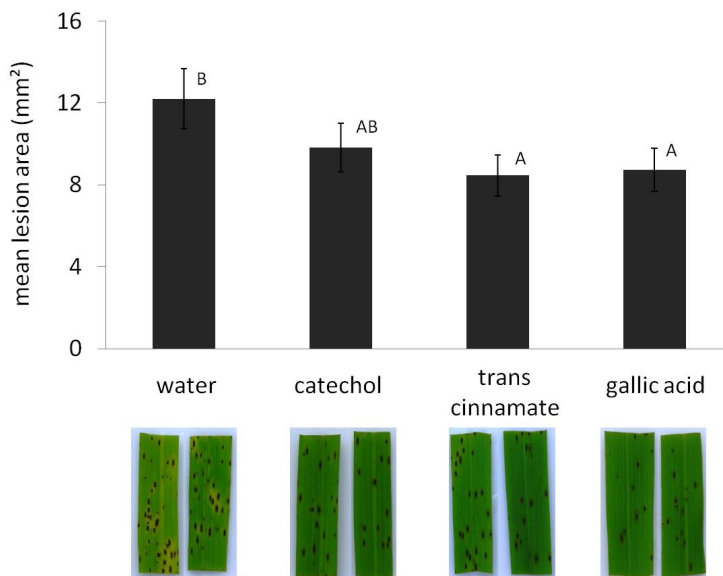 mean lesion area (mm²)
16
12
8
4
0
B
AB
A
A
water
catechol
trans
cinnamate
gallic acid